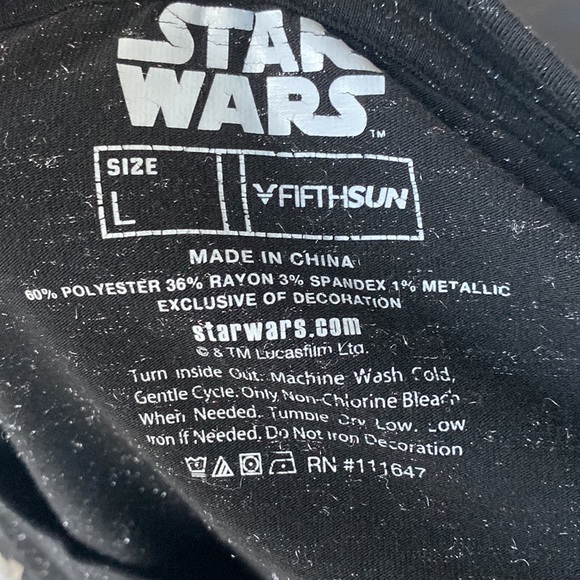 STAR
WARS™
SIZE
L
FIFTHSUN
MADE IN CHINA
60% POLYESTER 36% RAYON 3% SPANDEX 1% METALLIC
EXCLUSIVE OF DECORATION
starwars.com
© & TM Lucasfilm Ltd.
Turn Inside Out. Machine Wash Cold,
Gentle Cycle. Only Non-Chlorine Bleach
When Needed. Tumble Dry Low. Low
Iron if Needed. Do Not Iron Decoration
RN #111647